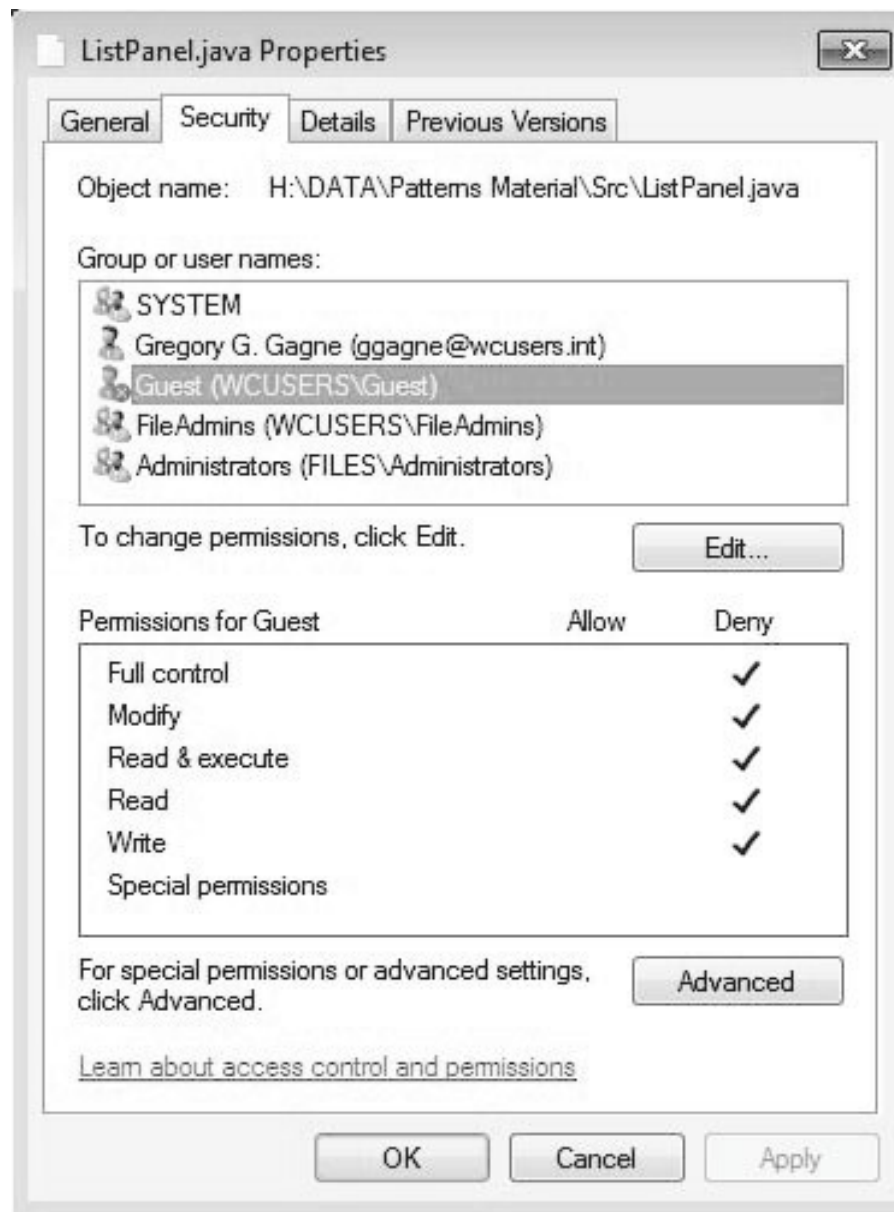 ListPanel.java Properties
General Security Details Previous Versions
Object name: H:\DATA\Patterns Material\Src\ListPanel.java
Group or user names:
SYSTEM
Gregory G. Gagne (ggagne@wcusers.int)
Guest (WCUSERS\Guest)
FileAdmins (WCUSERS\FileAdmins)
Administrators (FILES\Administrators)
To change permissions, click Edit.
Edit...
Permissions for Guest Allow Deny
Full control
Modify
Read & execute
Read
Write
Special permissions
For special permissions or advanced settings,
click Advanced.
Advanced
Learn about access control and permissions
OK Cancel Apply